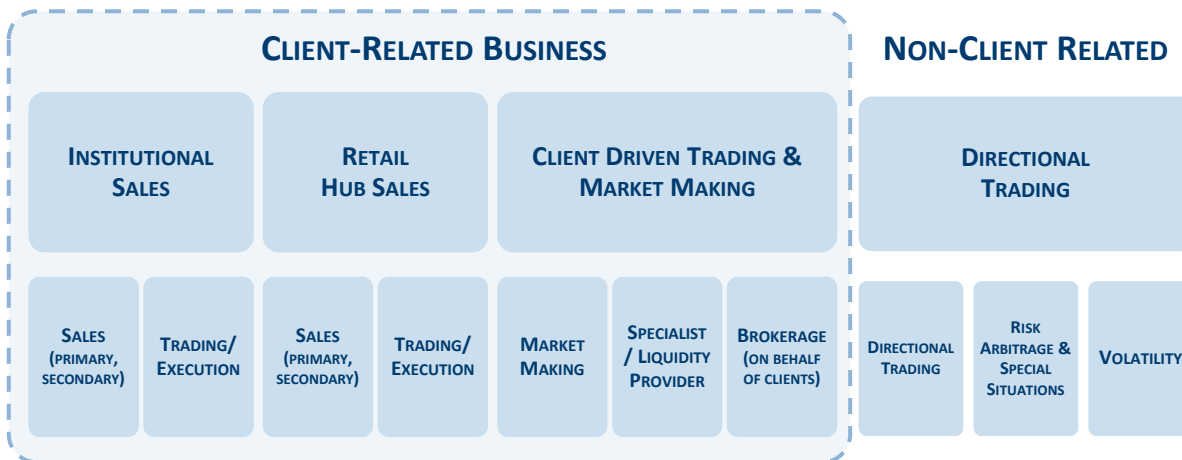 CLIENT-RELATED BUSINESS
NON-CLIENT RELATED
INSTITUTIONAL
SALES
RETAIL
HUB SALES
CLIENT DRIVEN TRADING &
MARKET MAKING
DIRECTIONAL
TRADING
SALES
(PRIMARY,
SECONDARY)
TRADING/
EXECUTION
SALES
(PRIMARY,
SECONDARY)
TRADING/
EXECUTION
MARKET
MAKING
SPECIALIST
/ LIQUIDITY
PROVIDER
BROKERAGE
(ON BEHALF
OF CLIENTS)
DIRECTIONAL
TRADING
RISK
ARBITRAGE &
SPECIAL
SITUATIONS
VOLATILITY